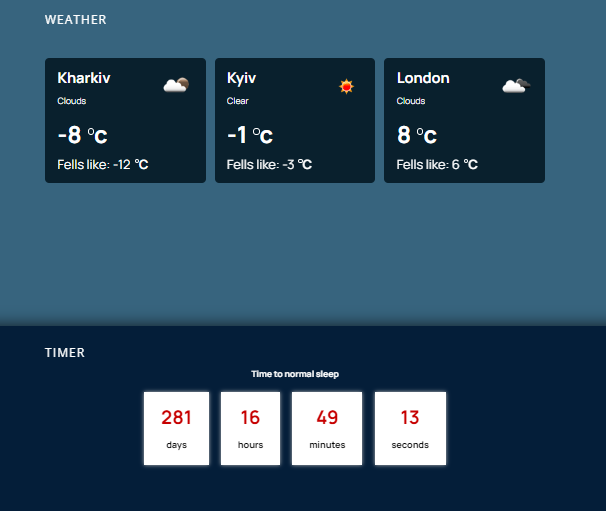 WEATHER
Kharkiv
Clouds
-8 °C
Fells like: -12 °C
Kyiv
Clear
-1 °C
Fells like: -3 °C
London
Clouds
8 °C
Fells like: 6 °C
TIMER
Time to normal sleep
281 16 49 13
days hours minutes seconds